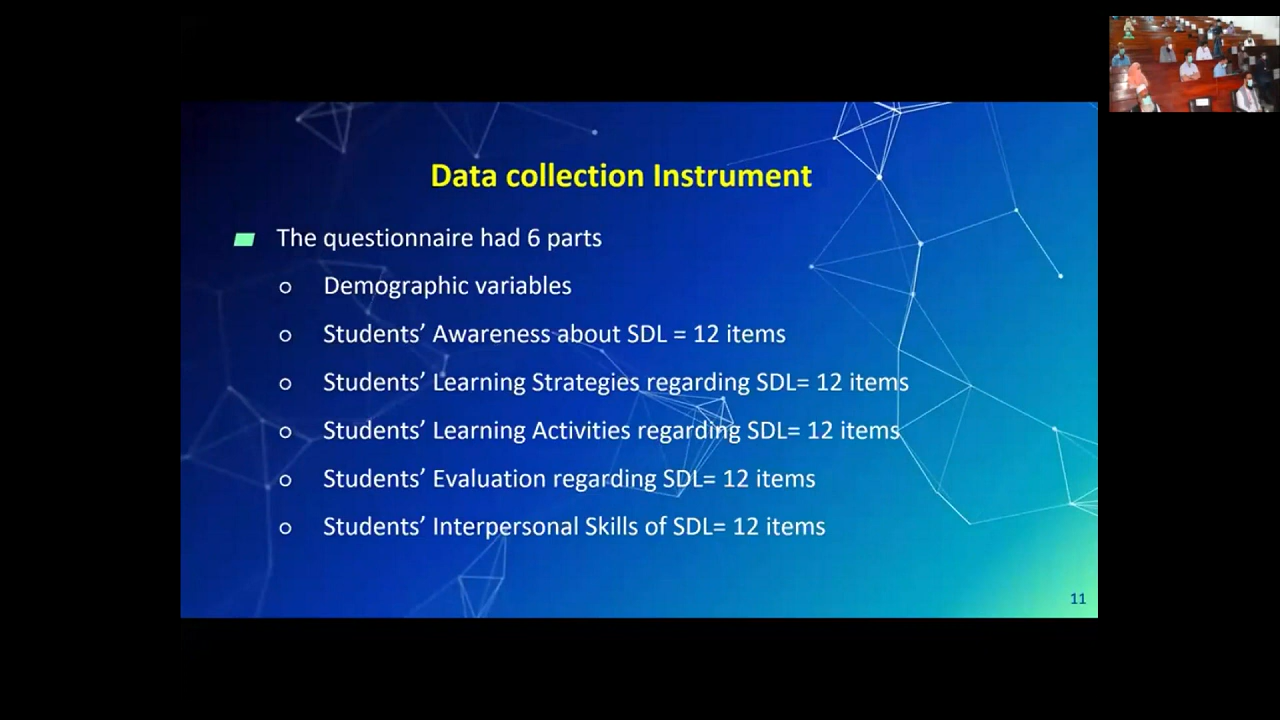 Data collection Instrument
The questionnaire had 6 parts
Demographic variables
Students’ Awareness about SDL = 12 items
Students’ Learning Strategies regarding SDL= 12 items
Students’ Learning Activities regarding SDL= 12 items
Students’ Evaluation regarding SDL= 12 items
Students’ Interpersonal Skills of SDL= 12 items
11